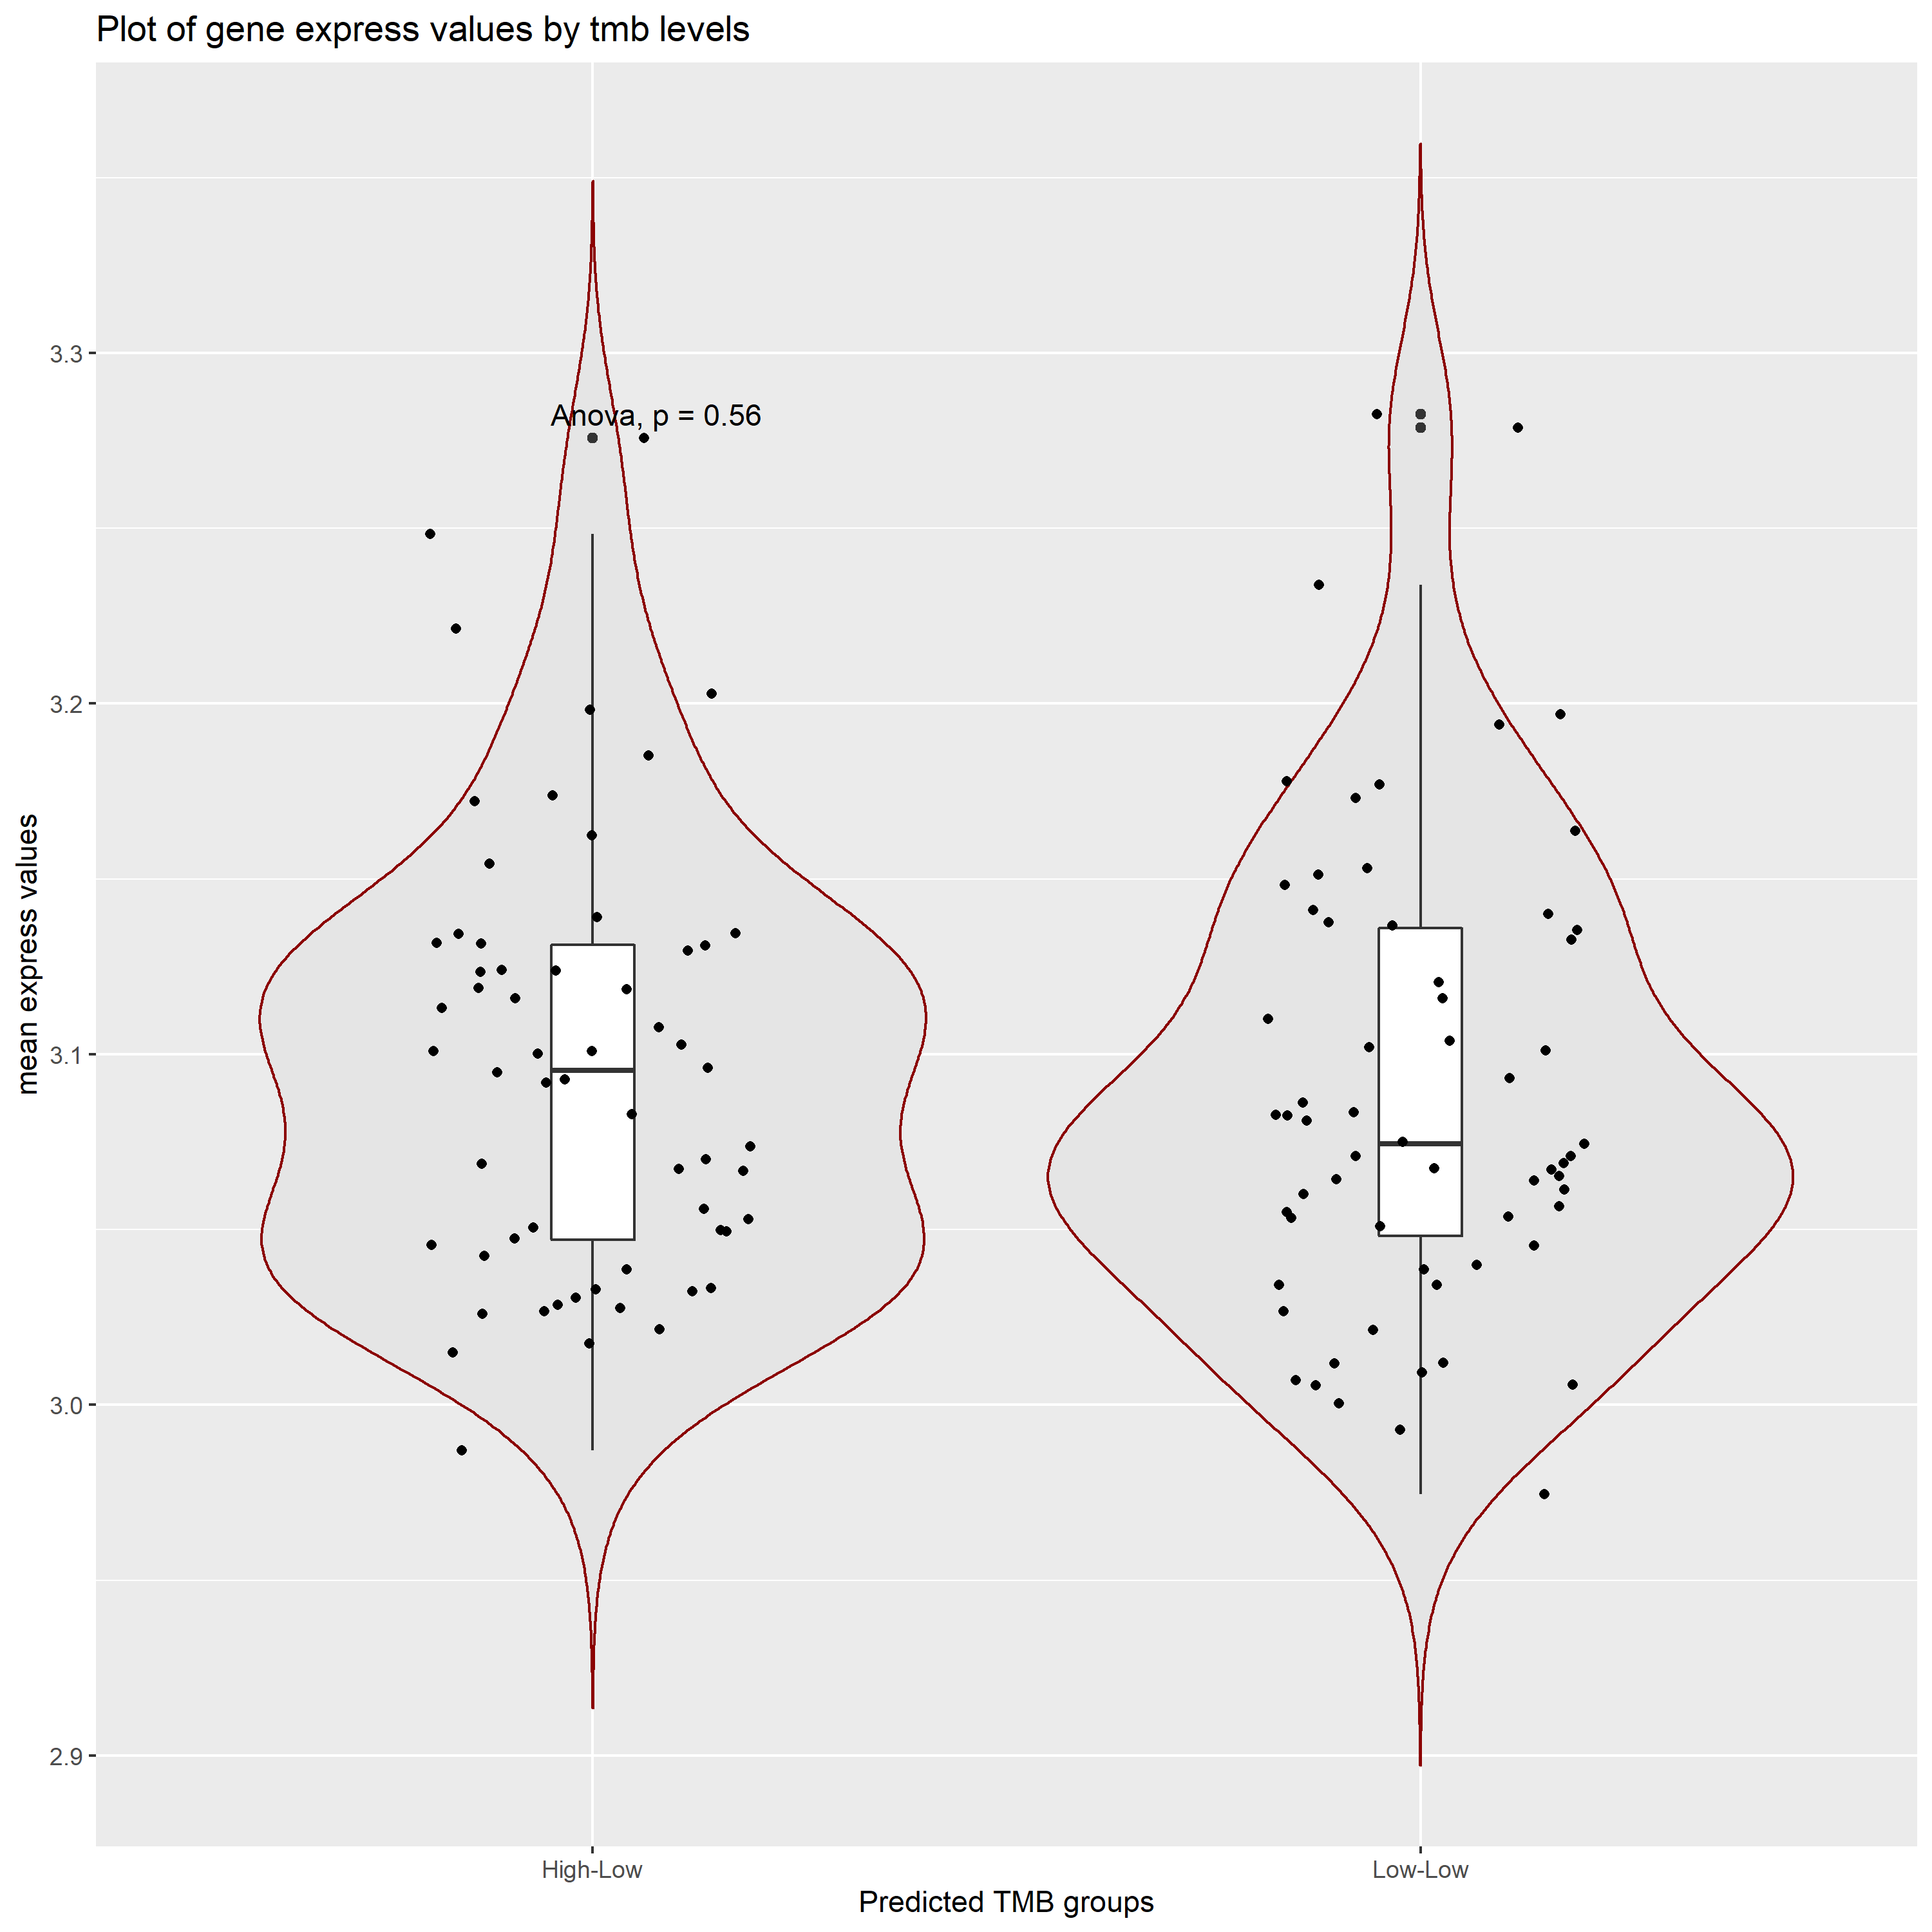 Plot of gene express values by tmb levels
3.3
Anova, p = 0.56
3.2
mean express values
3.1
3.0
2.9
High-Low
Low-Low
Predicted TMB groups